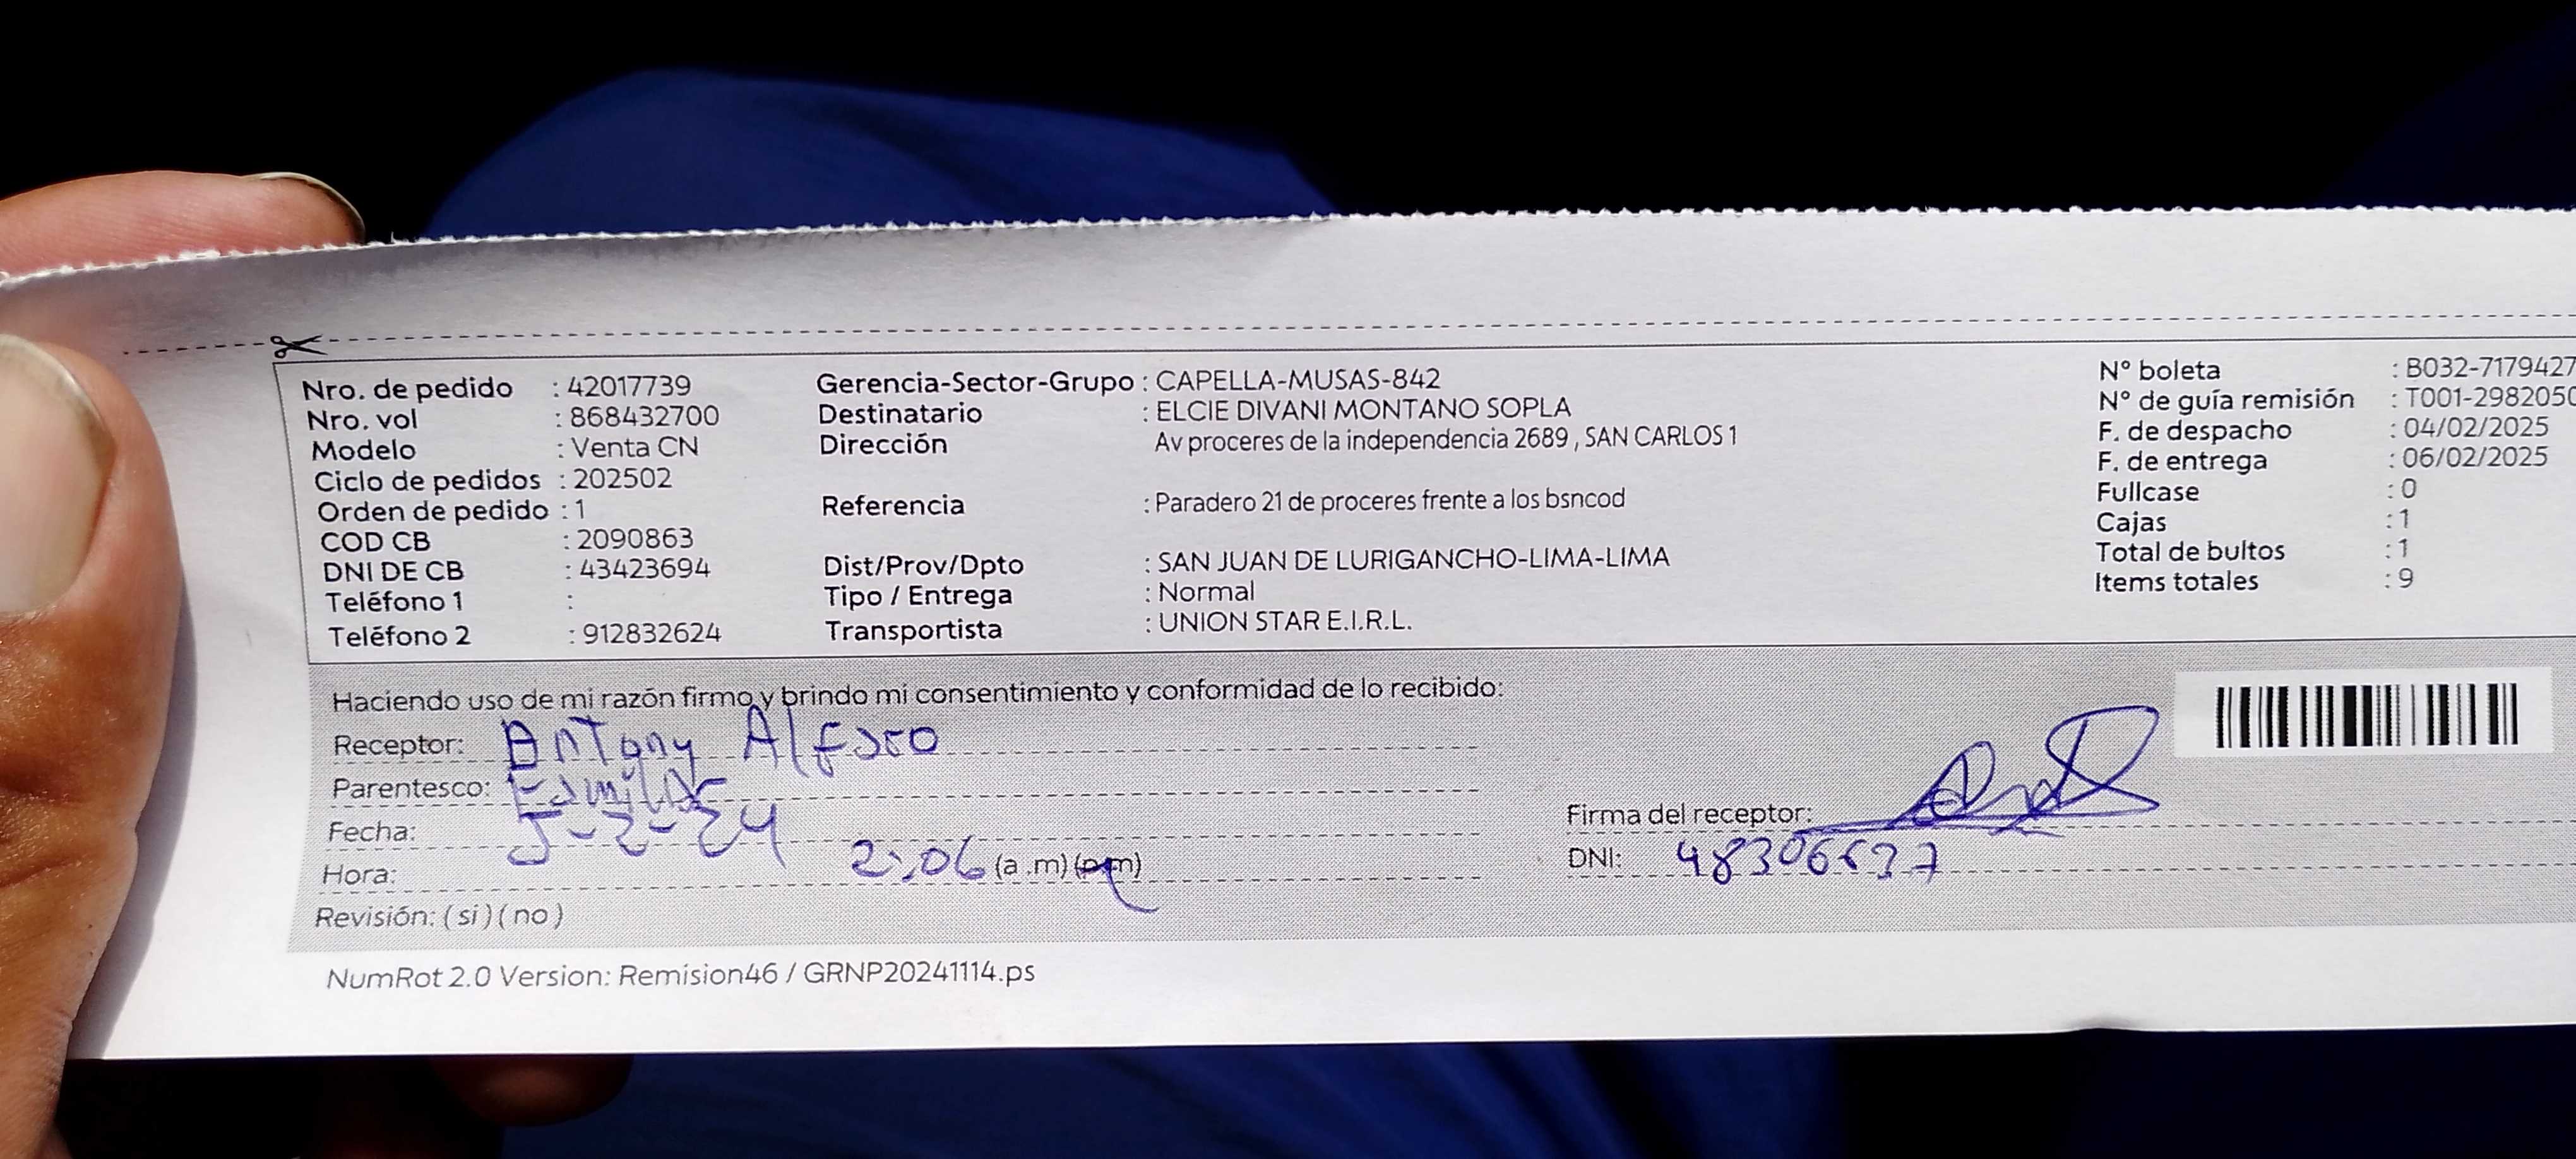 Nro. de pedido : 42017739
Nro. vol : 868432700
Modelo : Venta CN
Ciclo de pedidos : 202502
Orden de pedido : 1
COD CB : 2090863
DNI DE CB : 43423694
Teléfono 1 :
Teléfono 2 : 912832624
Gerencia-Sector-Grupo : CAPELLA-MUSAS-842
Destinatario : ELCIE DIVANI MONTANO SOPLA
Dirección Av proceres de la independencia 2689 , SAN CARLOS 1
Referencia : Paradero 21 de proceres frente a los bsncod
Dist/Prov/Dpto : SAN JUAN DE LURIGANCHO-LIMA-LIMA
Tipo / Entrega : Normal
Transportista : UNION STAR E.I.R.L.
N° boleta : B032-7179427
N° de guía remisión : T001-2982050
F. de despacho : 04/02/2025
F. de entrega : 06/02/2025
Fullcase : 0
Cajas : 1
Total de bultos : 1
Items totales : 9
Haciendo uso de mi razón firmo y brindo mi consentimiento y conformidad de lo recibido:
Receptor: Antony Alfaro
Parentesco: Familar
Fecha: 5-2-24
Hora: 2:06 (a .m) (p.m)
Revisión: ( si ) ( no )
Firma del receptor:
DNI: 48306637
NumRot 2.0 Version: Remision46 / GRNP20241114.ps